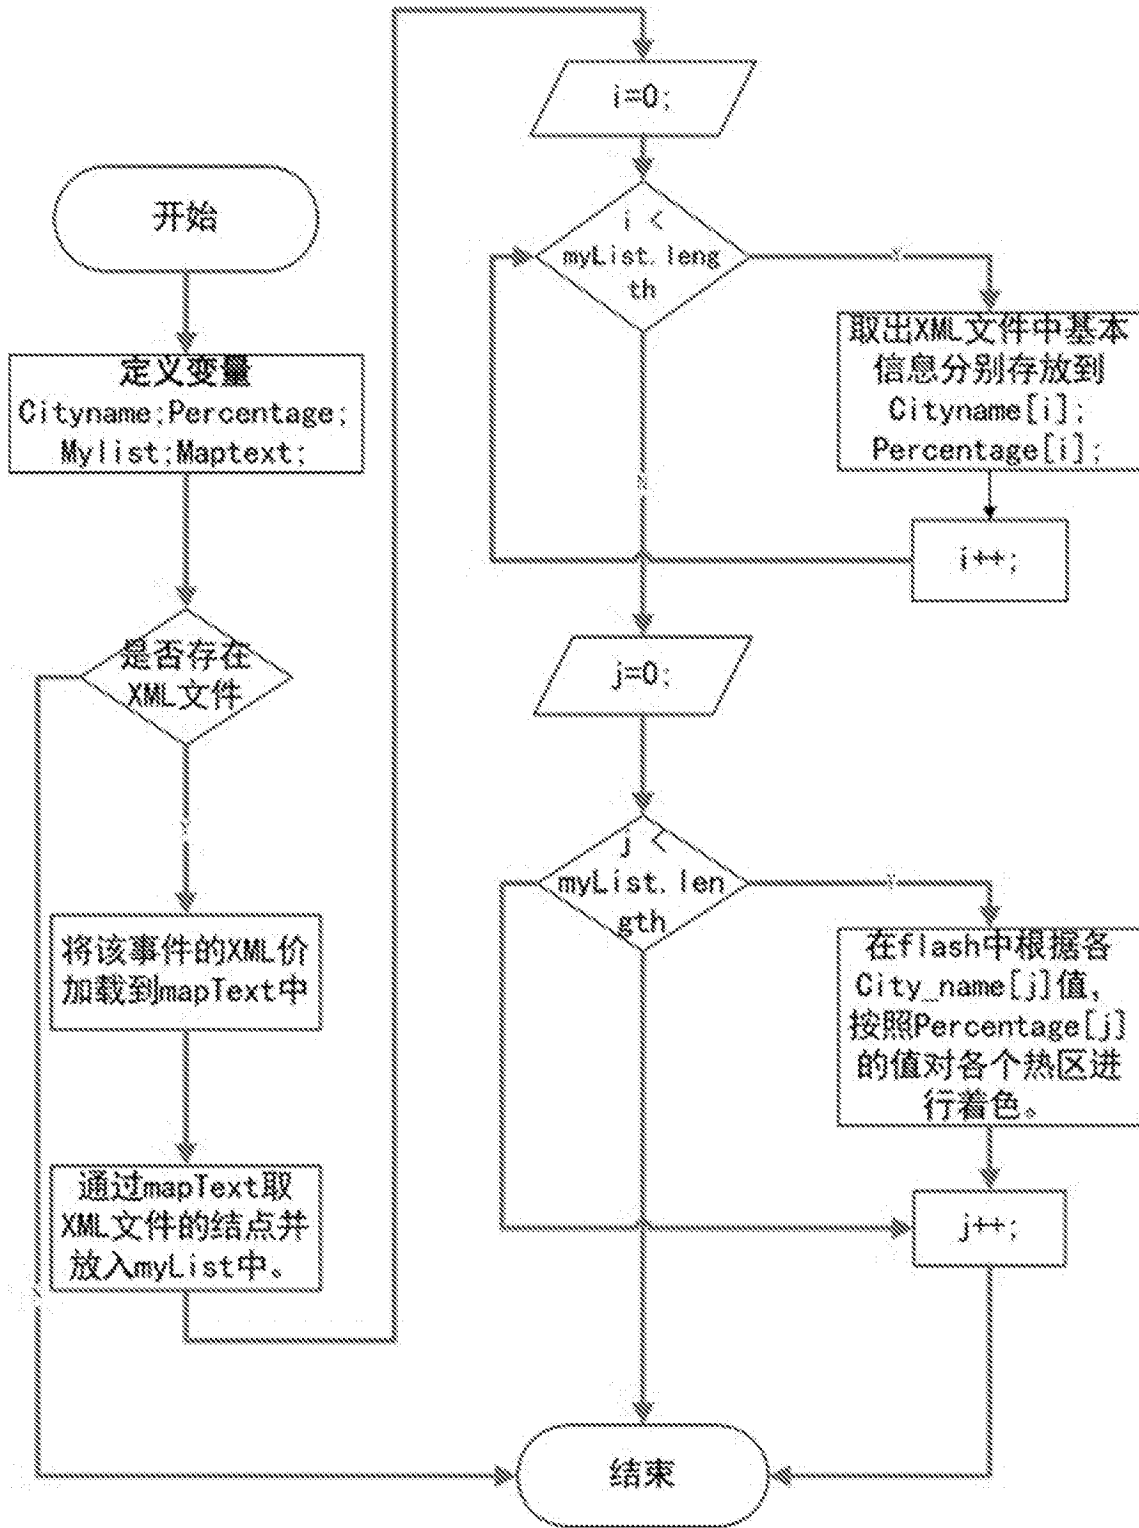 开始
定义变量
Cityname;Percentage;
Mylist;Maptext;
是否存在
XML文件
Y
将该事件的XML价
加载到mapText中
通过mapText取
XML文件的结点并
放入myList中。
i=0;
i <
myList.leng
th
Y
取出XML文件中基本
信息分别存放到
Cityname[i];
Percentage[i];
N
i++;
j=0;
j <
myList.len
gth
Y
在flash中根据各
City_name[j]值,
按照Percentage[j]
的值对各个热区进
行着色。
j++;
结束